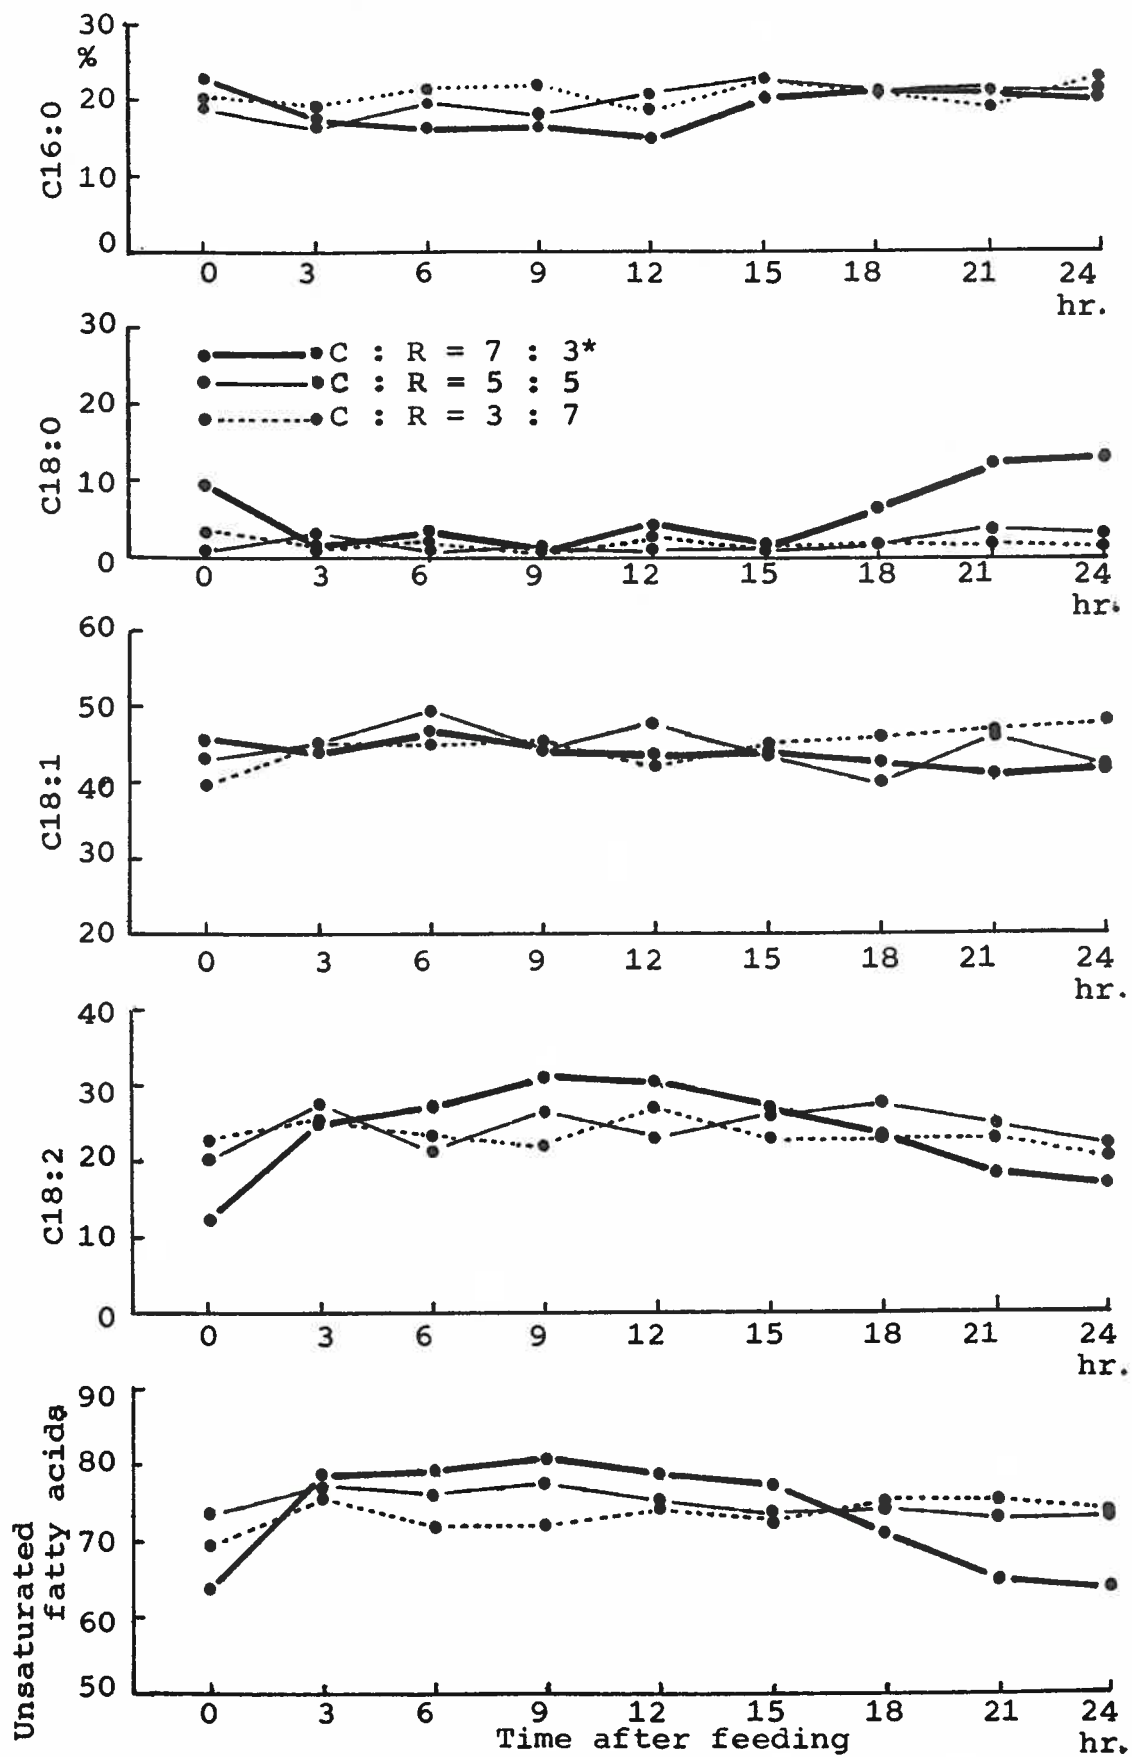 30
%
20
10
0
C16:0
0 3 6 9 12 15 18 21 24
hr.
30
20
10
0
C18:0
C : R = 7 : 3*
C : R = 5 : 5
C : R = 3 : 7
0 3 6 9 12 15 18 21 24
hr.
60
50
40
30
20
C18:1
0 3 6 9 12 15 18 21 24
hr.
40
30
20
10
0
C18:2
0 3 6 9 12 15 18 21 24
hr.
90
80
70
60
50
Unsaturated
fatty acids
0 3 6 9 12 15 18 21 24
Time after feeding
hr.